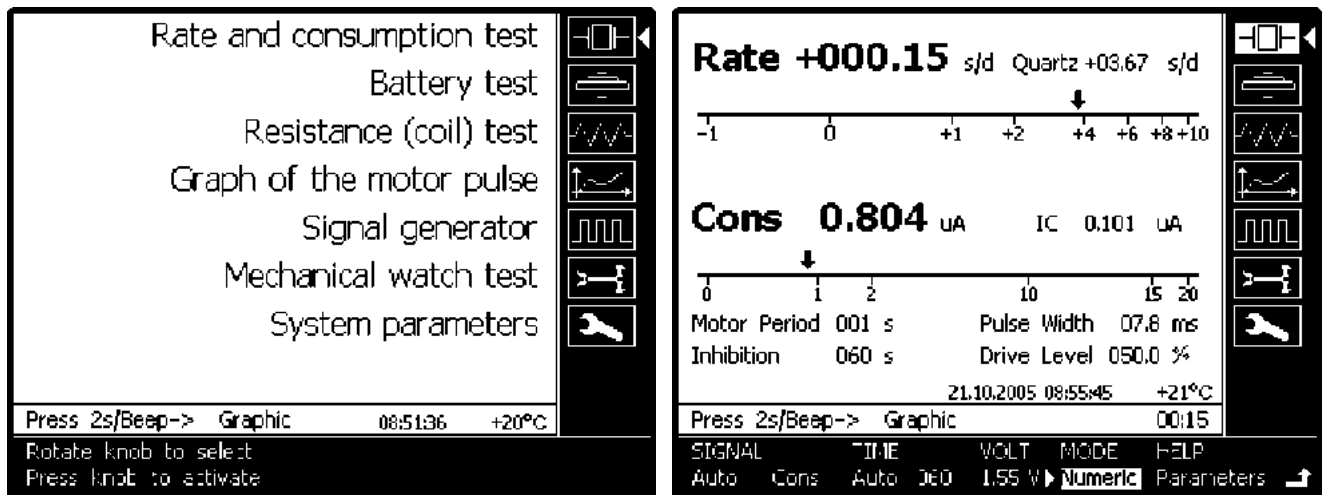 Rate and consumption test
Battery test
Resistance (coil) test
Graph of the motor pulse
Signal generator
Mechanical watch test
System parameters
Press 2s/Beep-> Graphic 08:51:36 +20°C
Rotate knob to select
Press knob to activate
Rate +000.15 s/d Quartz +03.67 s/d
-1 0 +1 +2 +4 +6 +8 +10
Cons 0.804 uA IC 0.101 uA
0 1 2 10 15 20
Motor Period 001 s Pulse Width 07.8 ms
Inhibition 060 s Drive Level 050.0 %
21.10.2005 08:55:45 +21°C
Press 2s/Beep-> Graphic 00:15
SIGNAL TIME VOLT MODE HELP
Auto Cons Auto 060 1.55 V Numeric Parameters